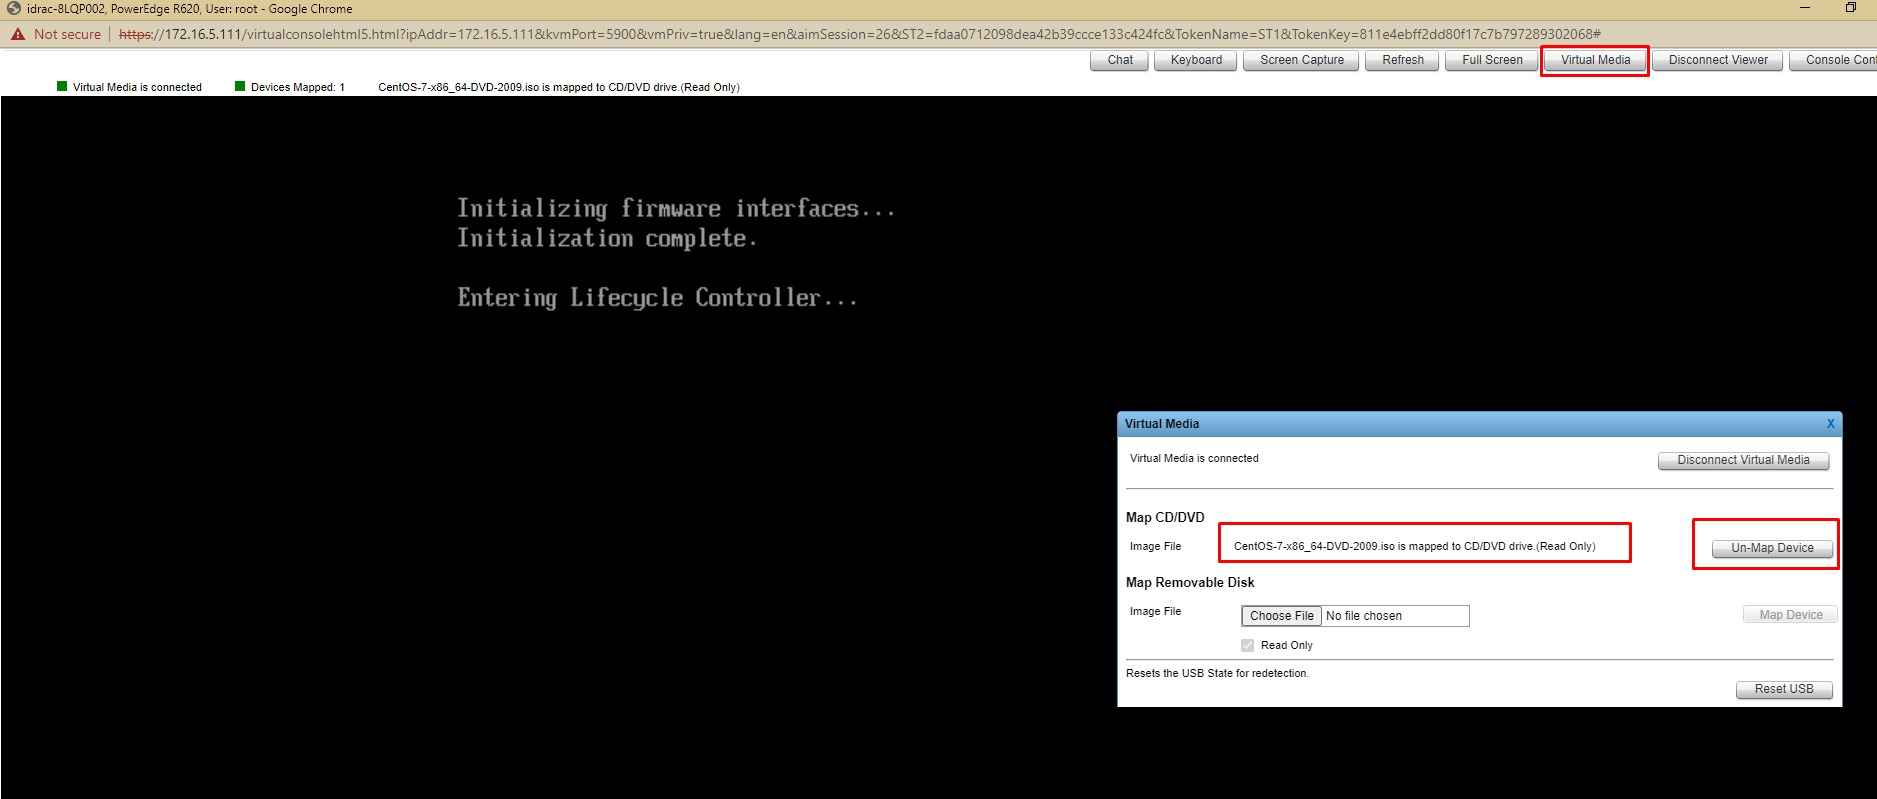 idrac-8LQP002, PowerEdge R620, User: root - Google Chrome
Not secure | https://172.16.5.111/virtualconsolehtml5.html?ipAddr=172.16.5.111&kvmPort=5900&vmPriv=true&lang=en&aimSession=26&ST2=fdaa0712098dea42b39ccce133c424fc&TokenName=ST1&TokenKey=811e4ebff2dd80f17c7b797289302068#
Chat Keyboard Screen Capture Refresh Full Screen Virtual Media Disconnect Viewer Console Cont
Virtual Media is connected Devices Mapped: 1 CentOS-7-x86_64-DVD-2009.iso is mapped to CD/DVD drive.(Read Only)
Initializing firmware interfaces...
Initialization complete.
Entering Lifecycle Controller...
Virtual Media X
Virtual Media is connected Disconnect Virtual Media
Map CD/DVD
Image File CentOS-7-x86_64-DVD-2009.iso is mapped to CD/DVD drive.(Read Only) Un-Map Device
Map Removable Disk
Image File Choose File No file chosen Map Device
Read Only
Resets the USB State for redetection.
Reset USB